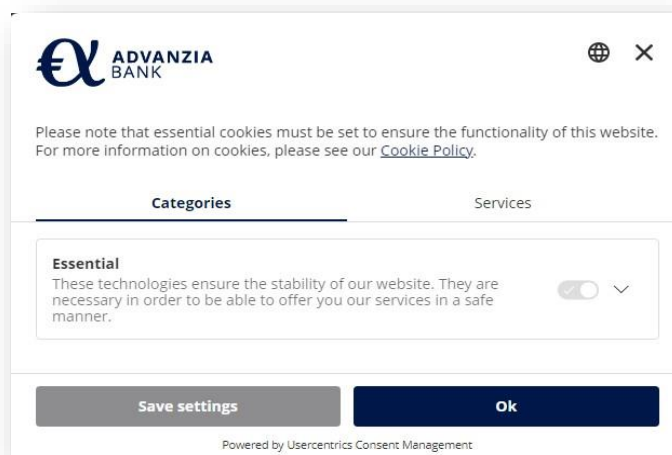 ADVANZIA
BANK
Please note that essential cookies must be set to ensure the functionality of this website.
For more information on cookies, please see our Cookie Policy.
Categories
Services
Essential
These technologies ensure the stability of our website. They are
necessary in order to be able to offer you our services in a safe
manner.
Save settings
Ok
Powered by Usercentrics Consent Management